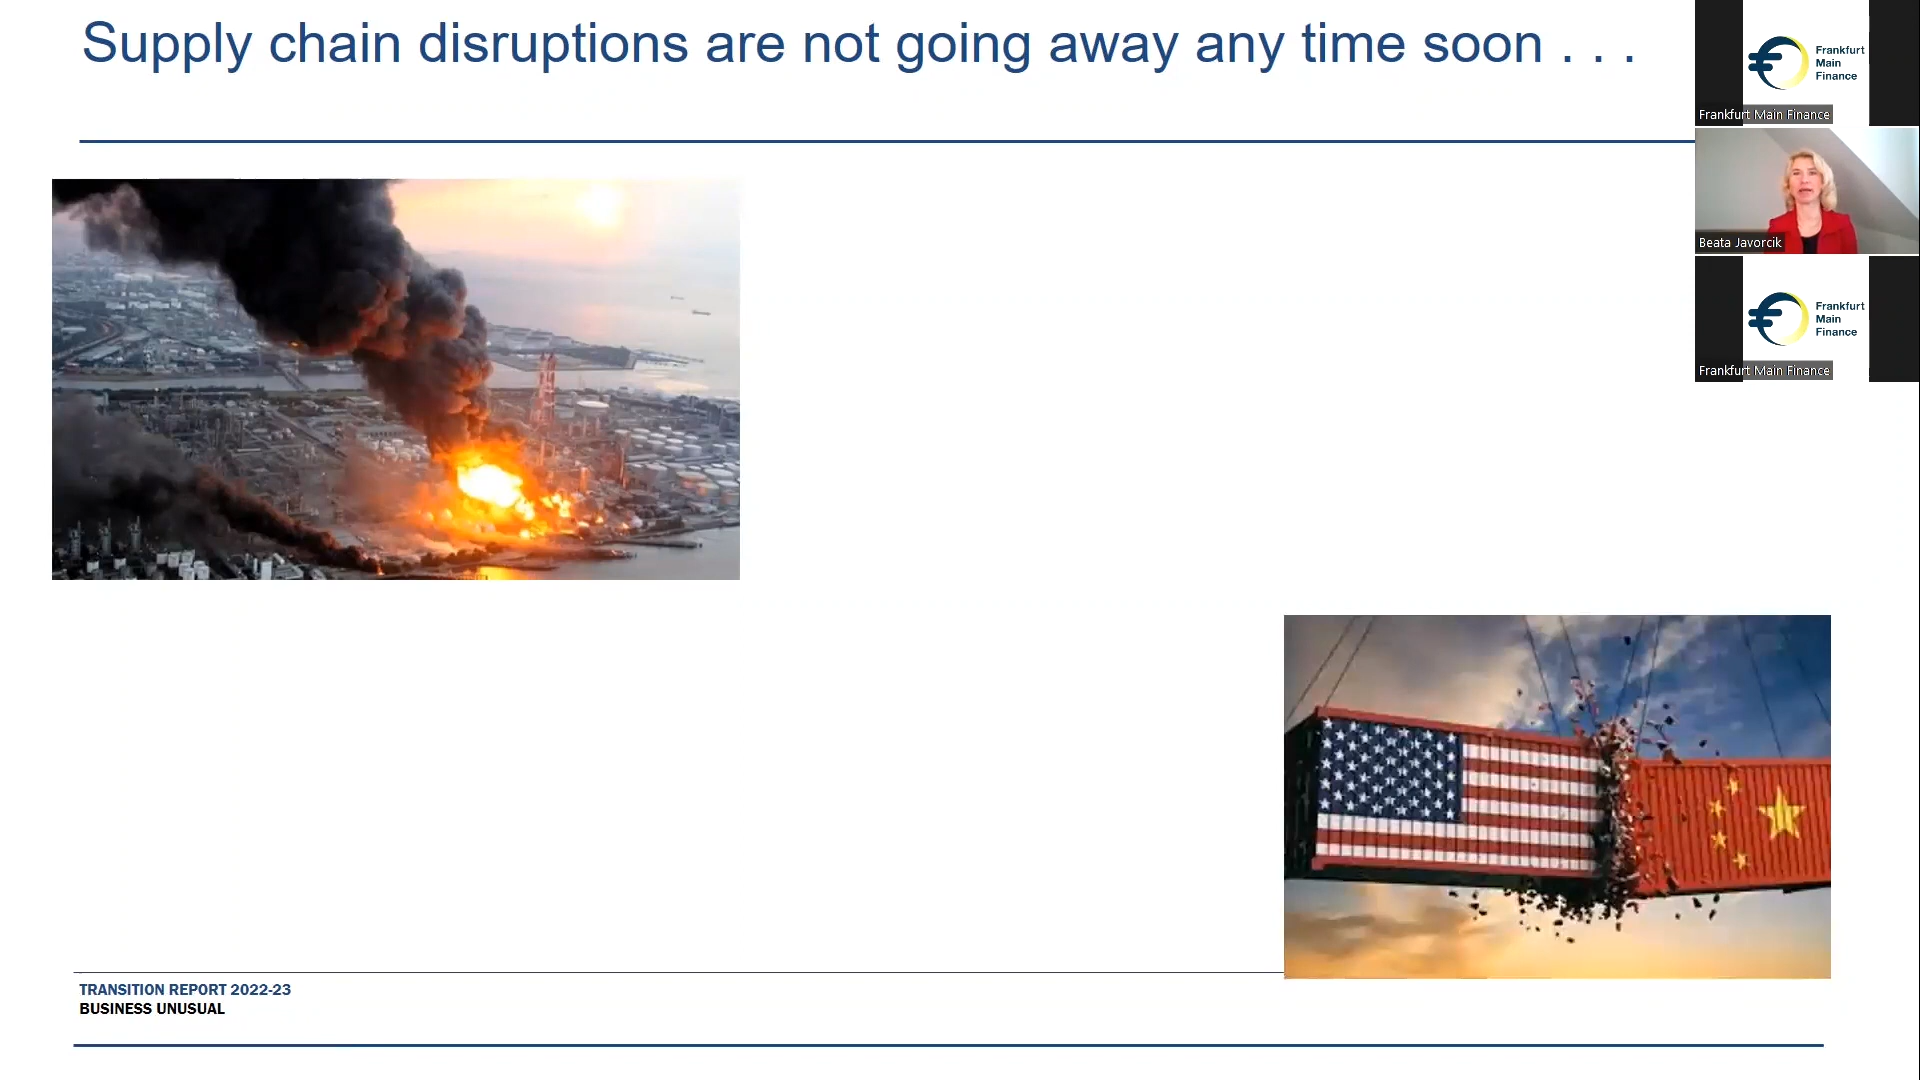 Supply chain disruptions are not going away any time soon . . .
Frankfurt
Main
Finance
Frankfurt Main Finance
Beata Javorcik
Frankfurt
Main
Finance
Frankfurt Main Finance
TRANSITION REPORT 2022-23
BUSINESS UNUSUAL